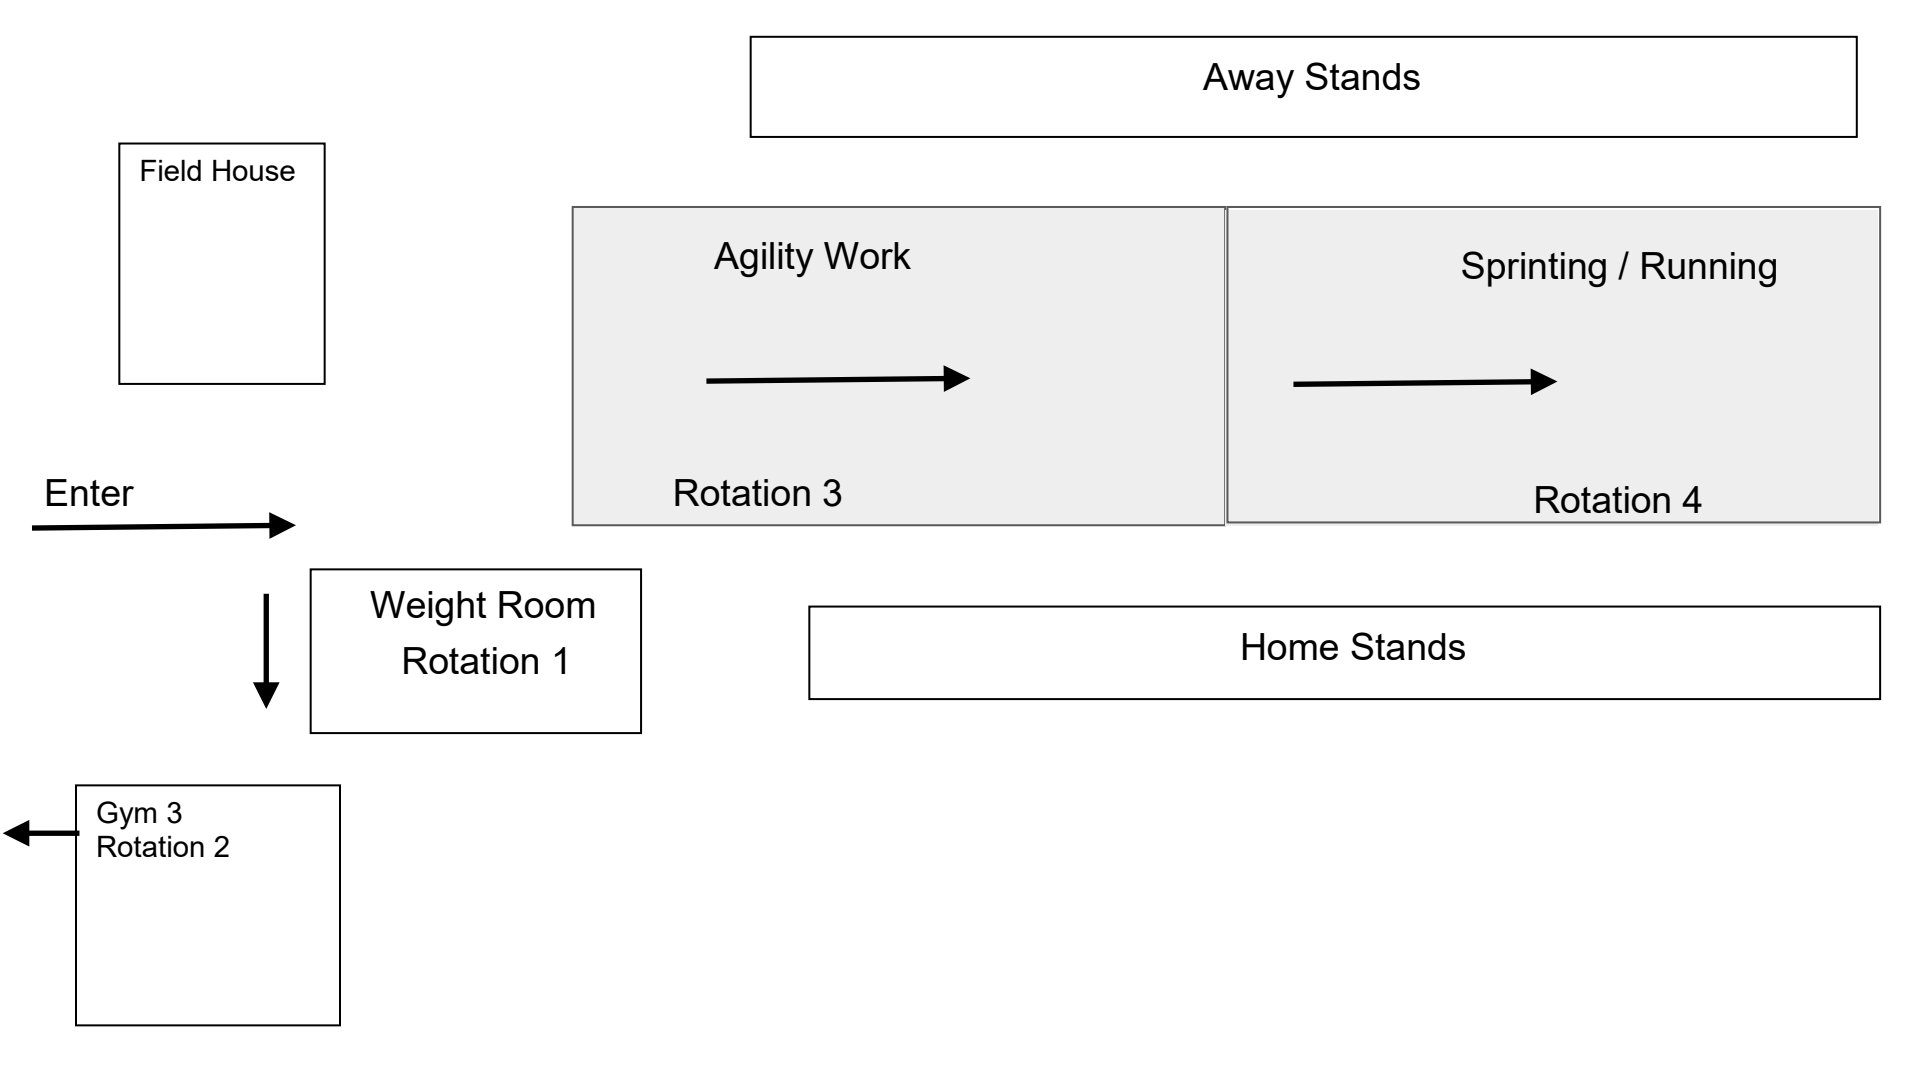 Away Stands
Field House
Agility Work
Sprinting / Running
Enter
Rotation 3
Rotation 4
Weight Room
Rotation 1
Home Stands
Gym 3
Rotation 2